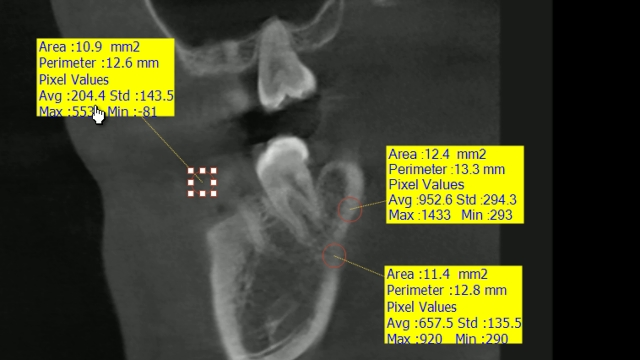 Area :10.9 mm2
Perimeter :12.6 mm
Pixel Values
Avg :204.4 Std :143.5
Max :553 Min :-81
Area :12.4 mm2
Perimeter :13.3 mm
Pixel Values
Avg :952.6 Std :294.3
Max :1433 Min :293
Area :11.4 mm2
Perimeter :12.8 mm
Pixel Values
Avg :657.5 Std :135.5
Max :920 Min :290